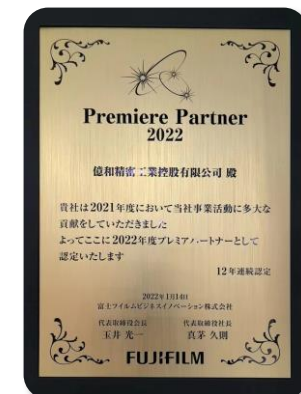 Premiere Partner
2022
億和精密工業控股有限公司 殿
貴社は2021年度において当社事業活動に多大な
貢献をしていただきました
よってここに2022年度プレミアパートナーとして
認定いたします
12年連続認定
2022年1月14日
富士フイルムビジネスイノベーション株式会社
代表取締役会長 代表取締役社長
玉井 光一 真茅 久則
FUJIFILM